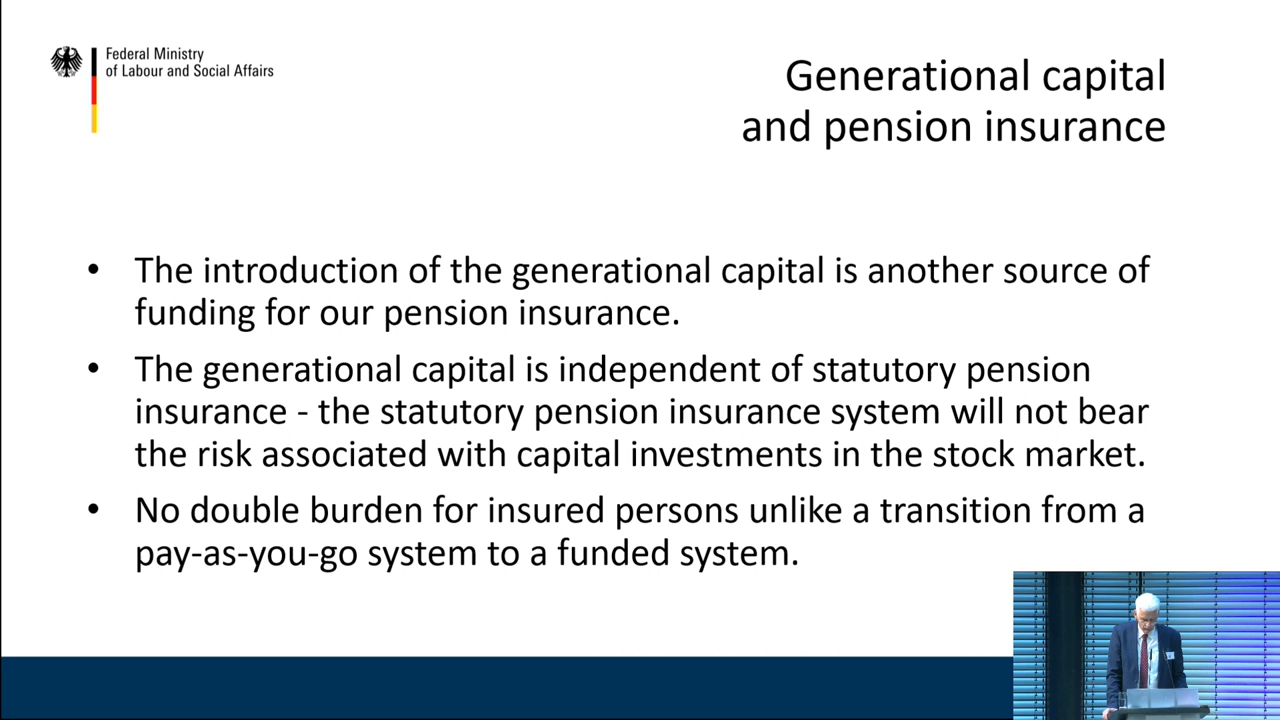 Federal Ministry
of Labour and Social Affairs
Generational capital
and pension insurance
• The introduction of the generational capital is another source of
funding for our pension insurance.
• The generational capital is independent of statutory pension
insurance - the statutory pension insurance system will not bear
the risk associated with capital investments in the stock market.
• No double burden for insured persons unlike a transition from a
pay-as-you-go system to a funded system.